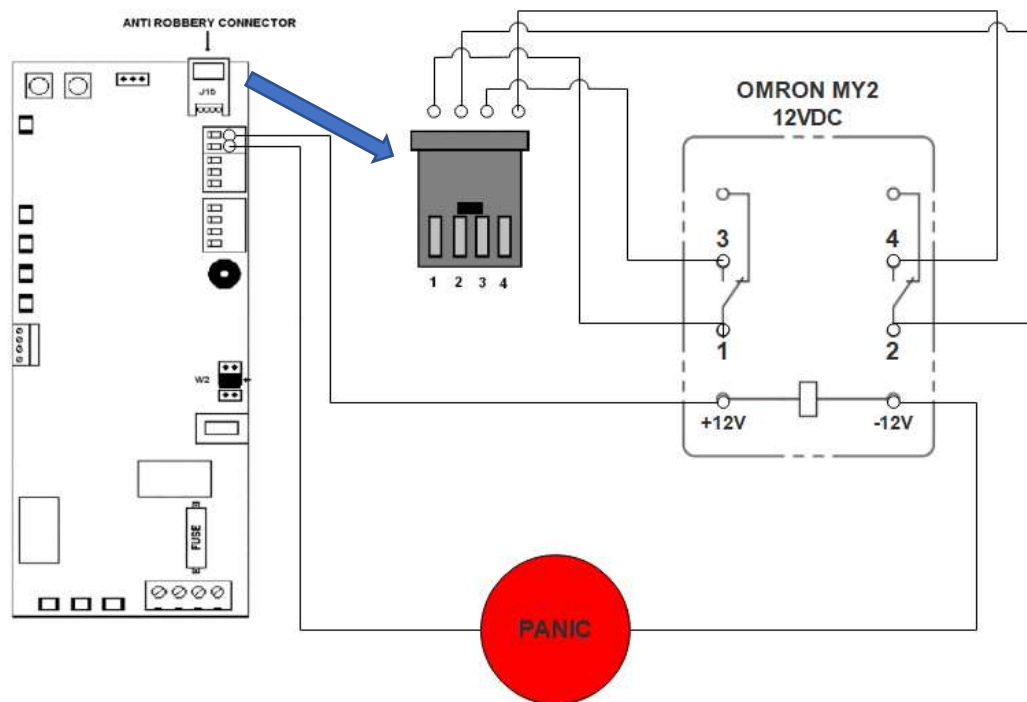 ANTI ROBBERY CONNECTOR
J15
OMRON MY2
12VDC
3
4
1 2 3 4
1
2
W2
+12V
-12V
FUSE
PANIC